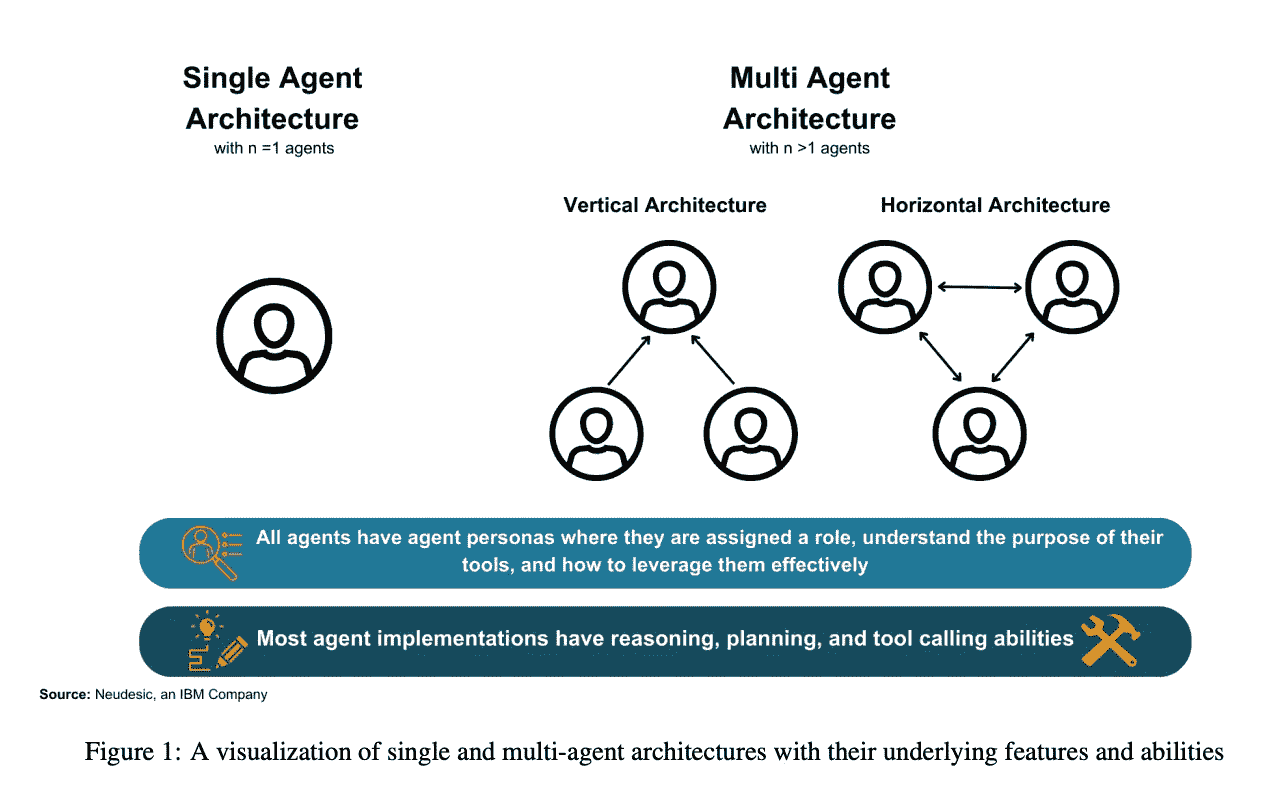 Single Agent
Architecture
with n =1 agents
Multi Agent
Architecture
with n >1 agents
Vertical Architecture
Horizontal Architecture
All agents have agent personas where they are assigned a role, understand the purpose of their
tools, and how to leverage them effectively
Most agent implementations have reasoning, planning, and tool calling abilities
Source: Neudesic, an IBM Company
Figure 1: A visualization of single and multi-agent architectures with their underlying features and abilities